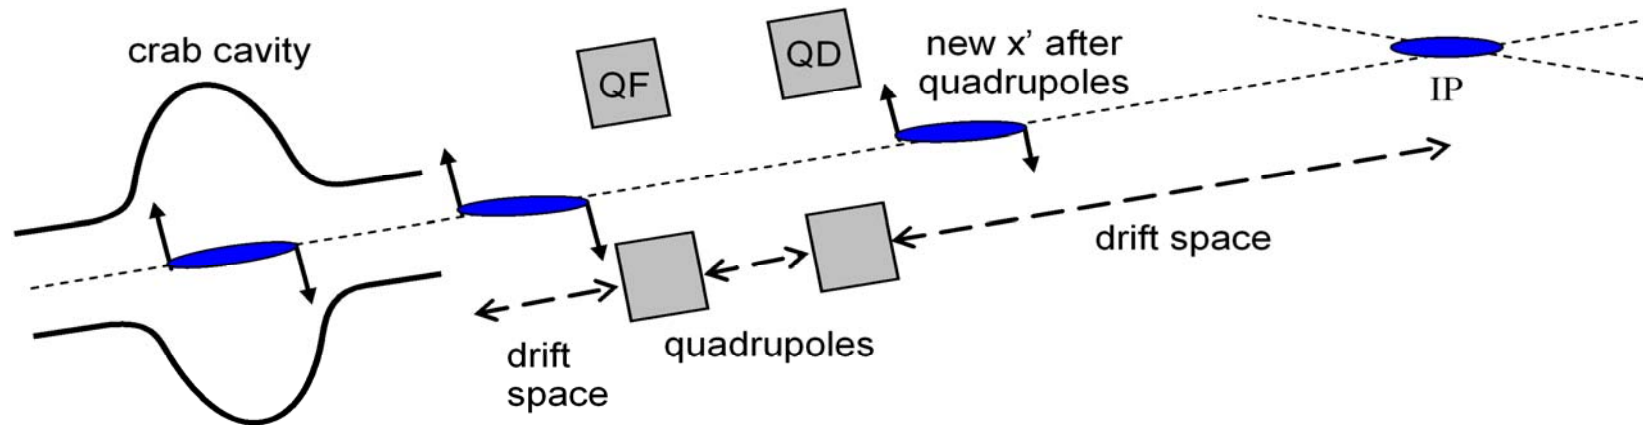 crab cavity
QF
QD
new x' after
quadrupoles
IP
drift space
quadrupoles
drift
space